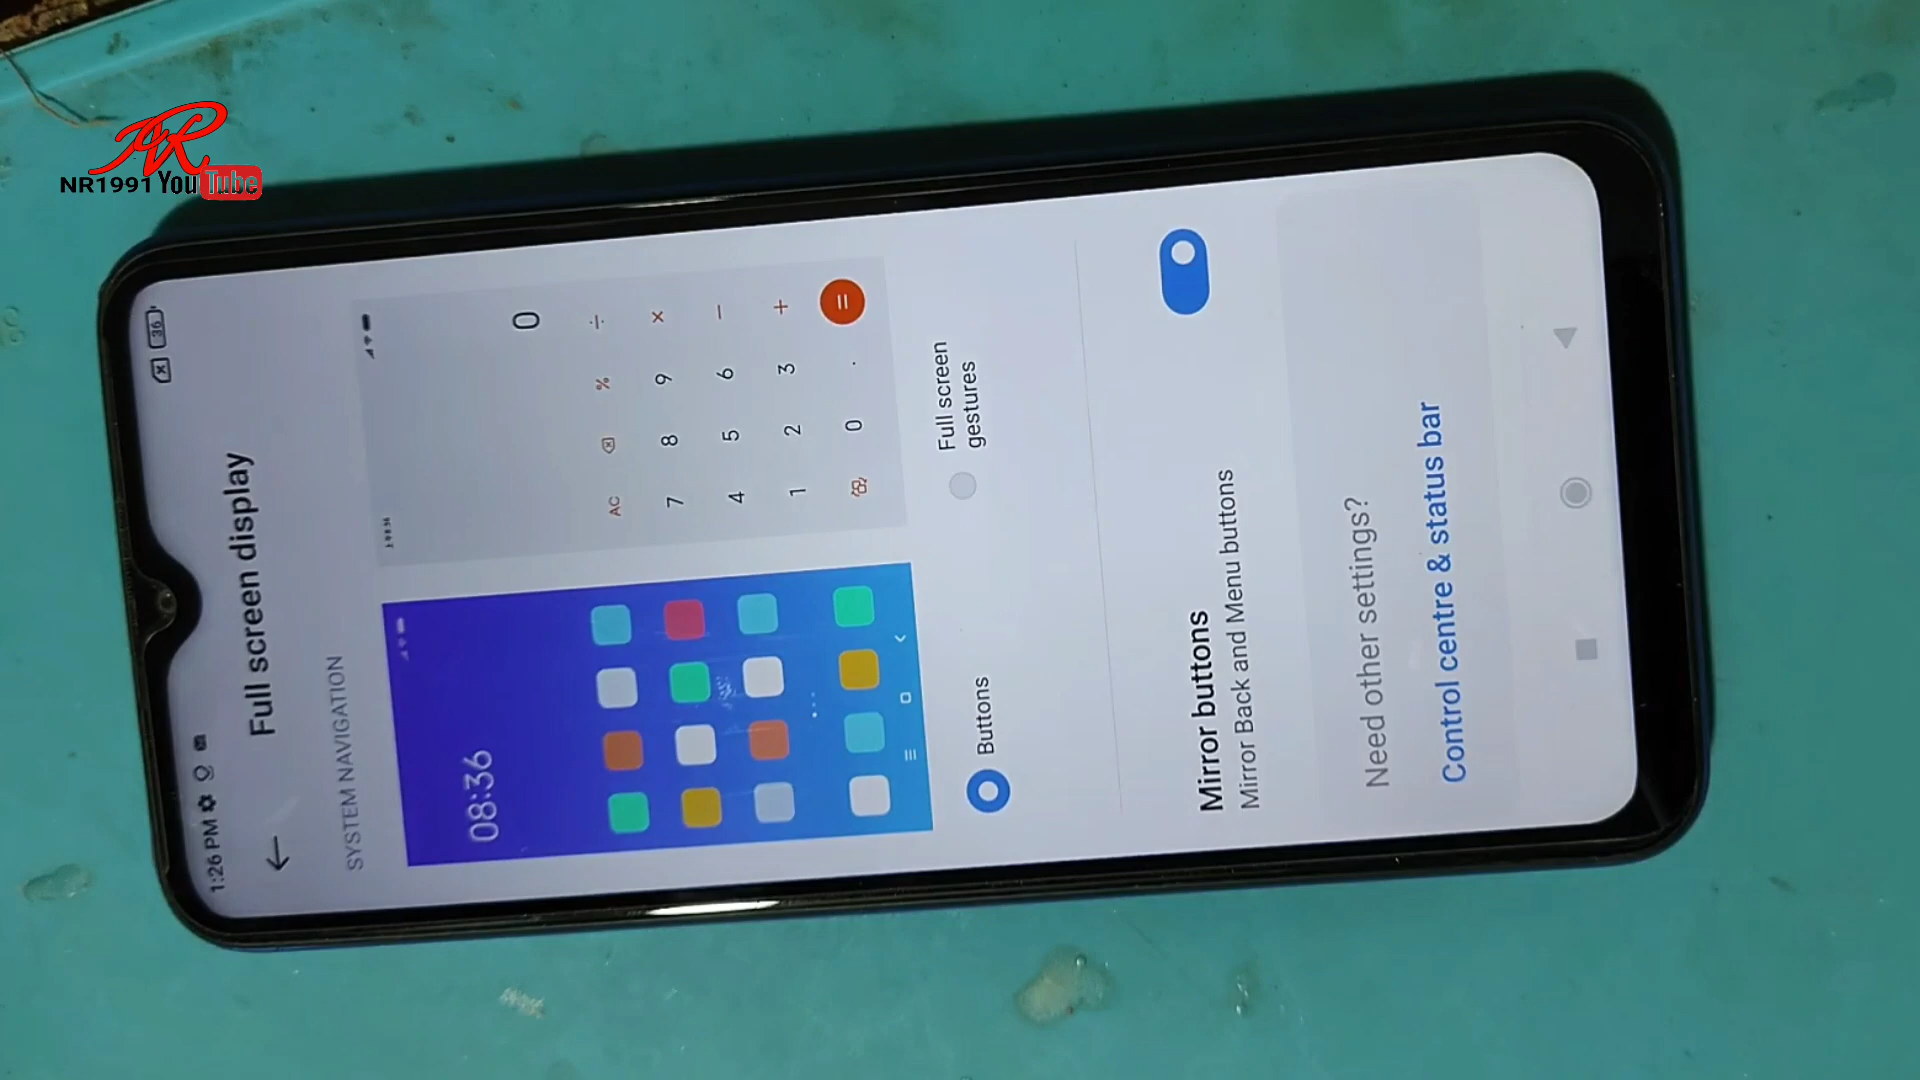 NR1991 YouTube
1:26 PM
36
Full screen display
SYSTEM NAVIGATION
08:36
0
AC % ÷
7 8 9 ×
4 5 6 −
1 2 3 +
0 . =
Buttons
Full screen
gestures
Mirror buttons
Mirror Back and Menu buttons
Need other settings?
Control centre & status bar